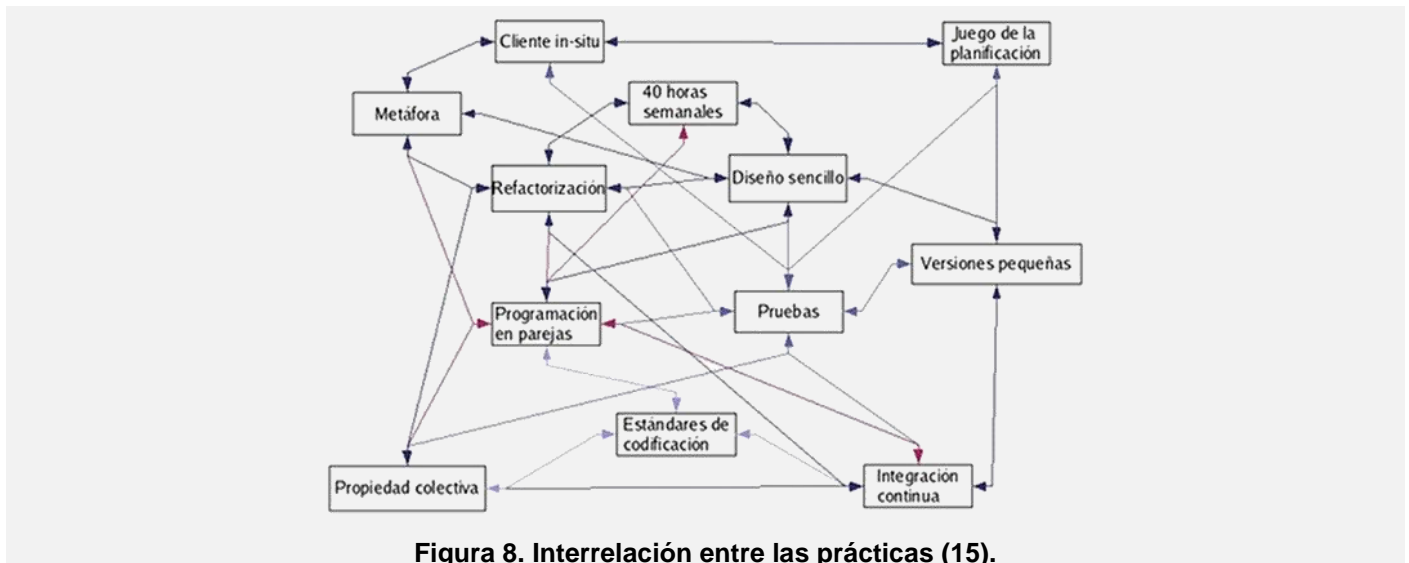 Cliente in-situ
Juego de la
planificación
40 horas
semanales
Metáfora
Refactorización
Diseño sencillo
Versiones pequeñas
Programación
en parejas
Pruebas
Estándares de
codificación
Propiedad colectiva
Integración
continua
Figura 8. Interrelación entre las prácticas (15).